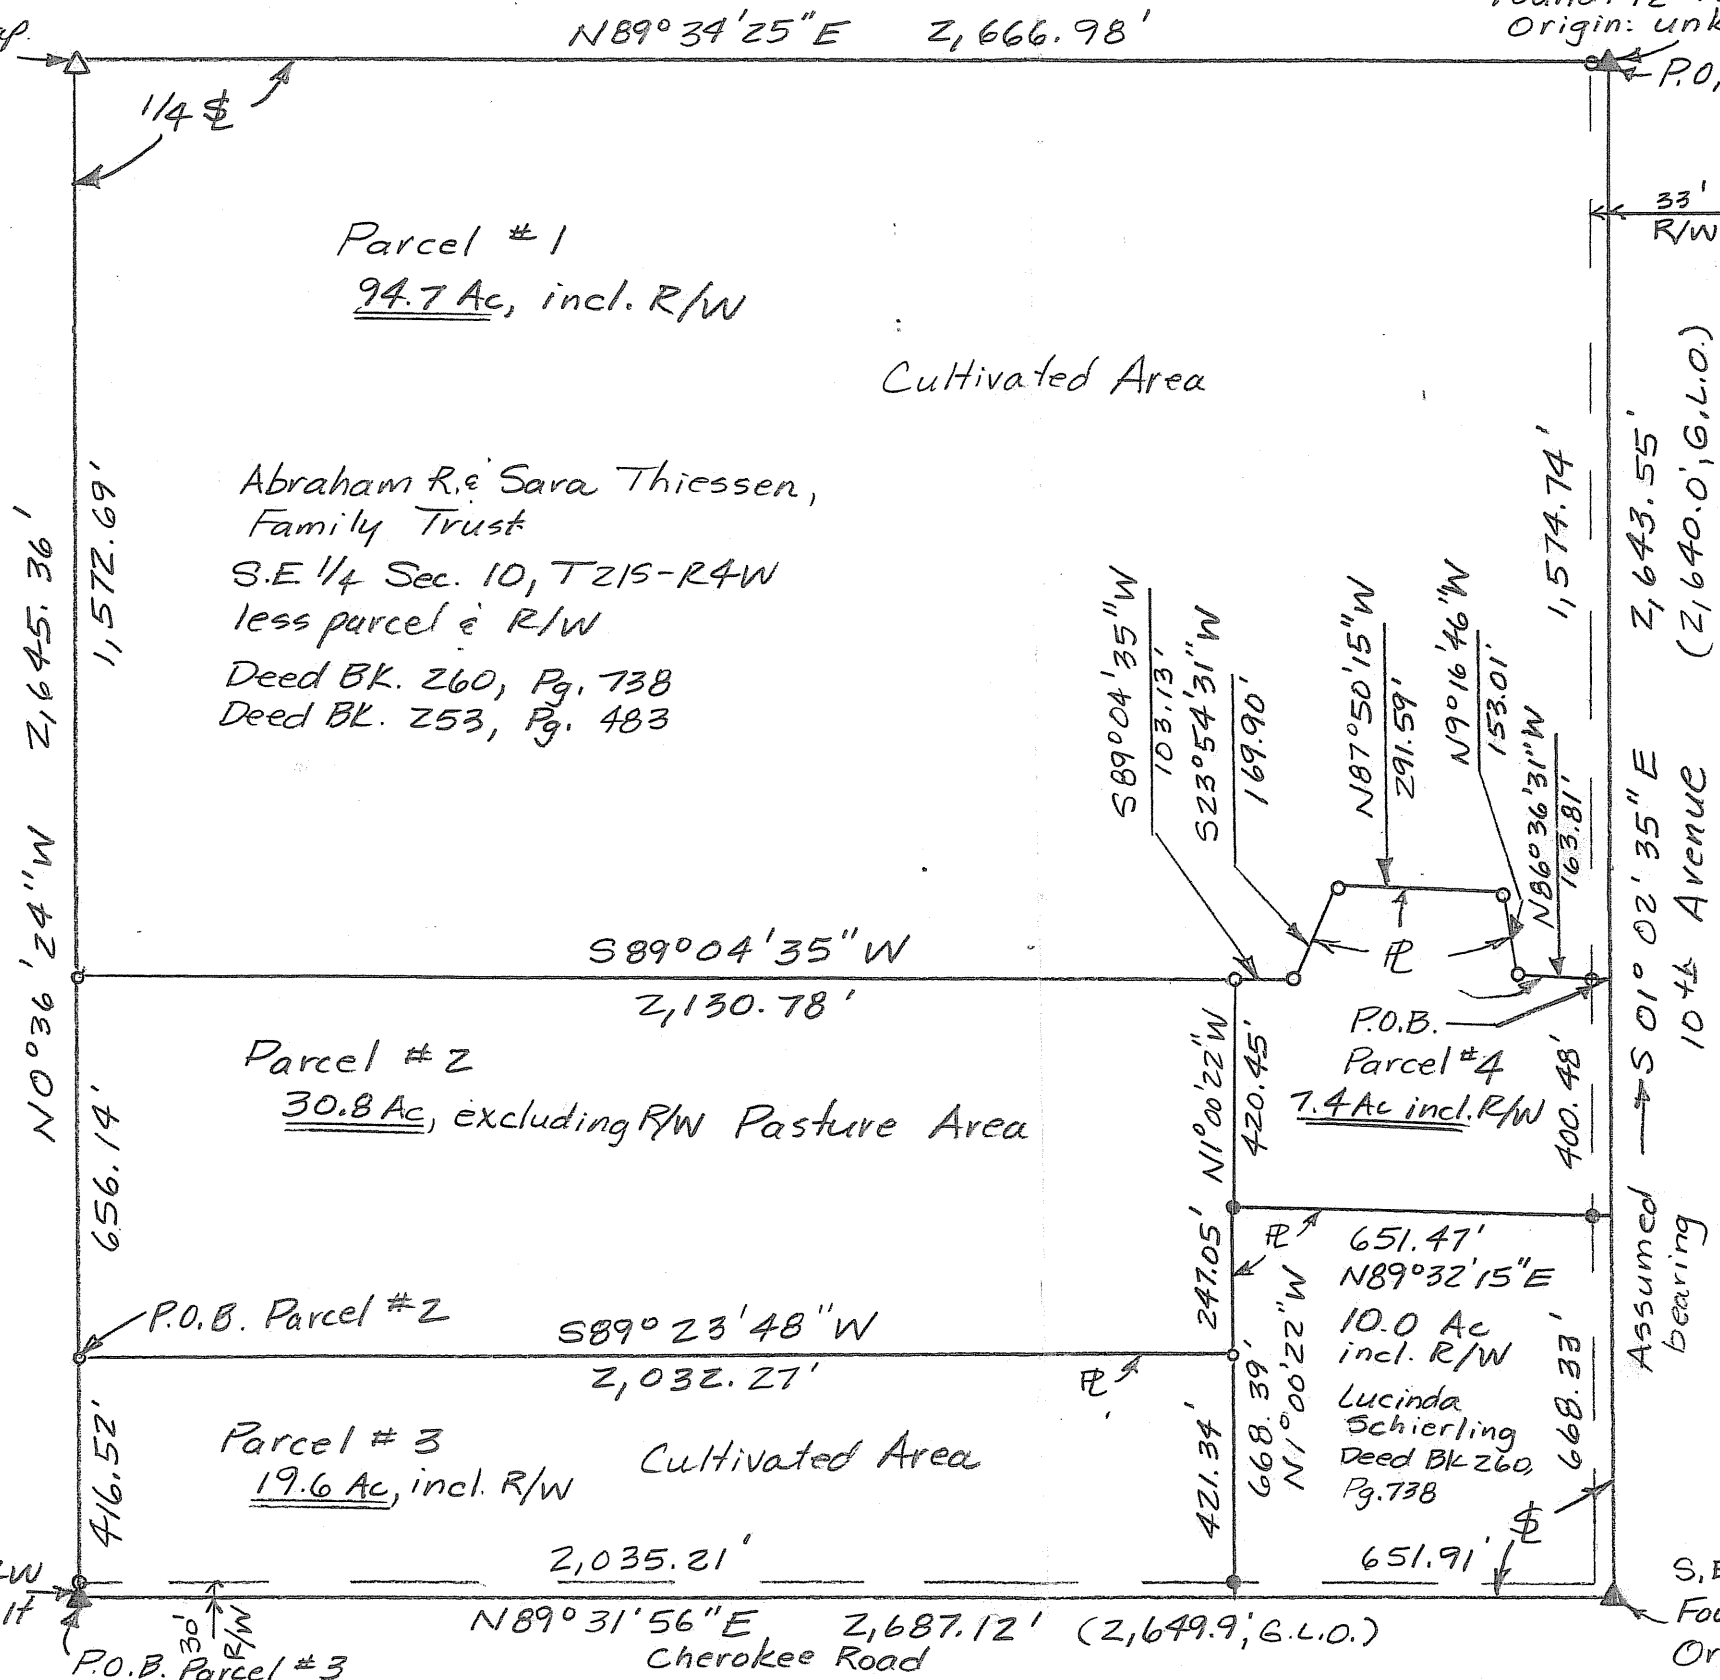 N89°34'25"E 2,666.98'
Origin: unk
P.O.
1/4 SL
33'
R/W
Parcel #1
94.7 Ac, incl. R/W
Cultivated Area
Abraham R. & Sara Thiessen,
Family Trust
S.E 1/4 Sec. 10, T21S-R4W
less parcel & R/W
Deed BK. 260, Pg. 738
Deed BK. 253, Pg. 483
N0°36'24"W 2,645.36'
1,572.69'
S89°04'35"W
103.13'
S23°54'31"W
169.90'
N87°50'15"W
291.59'
N9°16'46"W
153.01'
N86°36'31"W
163.81'
1,574.74'
S 01° 02' 35" E 2,643.55'
(2,640.0', G.L.O.)
10th Avenue
Assumed
bearing
PL
S89°04'35"W
2,130.78'
Parcel #2
30.8 Ac, excluding R/W Pasture Area
656.14'
N1°00'22"W
420.45'
P.O.B.
Parcel #4
7.4 Ac incl. R/W
400.48'
P.O.B. Parcel #2
S89°23'48"W
2,032.27'
PL
247.05'
PL
651.47'
N89°32'15"E
10.0 Ac
incl. R/W
Lucinda
Schierling
Deed Bk 260,
Pg. 738
668.33'
668.39'
N1°00'22"W
421.34'
Parcel #3
19.6 Ac, incl. R/W
Cultivated Area
416.52'
2,035.21'
651.91'
SL
N89°31'56"E 2,687.12' (2,649.9', G.L.O.)
Cherokee Road
30'
R/W
P.O.B. Parcel #3